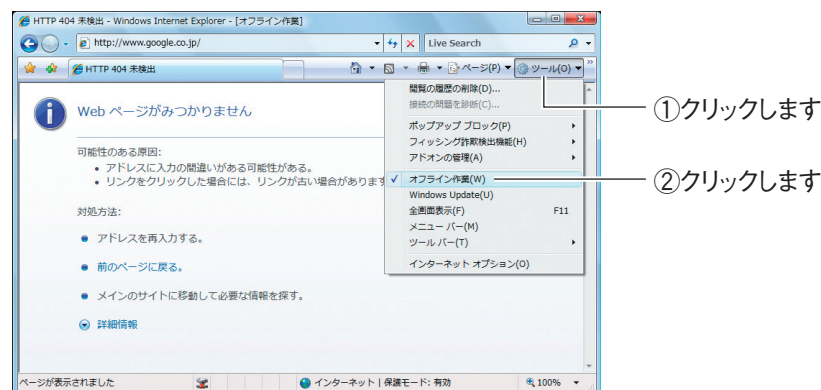 HTTP 404 未検出 - Windows Internet Explorer - [オフライン作業]
http://www.google.co.jp/
Live Search
HTTP 404 未検出
ページ(P)
ツール(O)
閲覧の履歴の削除(D)...
接続の問題を診断(C)...
ポップアップ ブロック(P)
フィッシング詐欺検出機能(H)
アドオンの管理(A)
オフライン作業(W)
Windows Update(U)
全画面表示(F) F11
メニュー バー(M)
ツール バー(T)
インターネット オプション(O)
①クリックします
②クリックします
Web ページがみつかりません
可能性のある原因:
• アドレスに入力の間違いがある可能性がある。
• リンクをクリックした場合には、リンクが古い場合があります
対処方法:
アドレスを再入力する。
前のページに戻る。
メインのサイトに移動して必要な情報を探す。
詳細情報
ページが表示されました
インターネット | 保護モード: 有効
100%